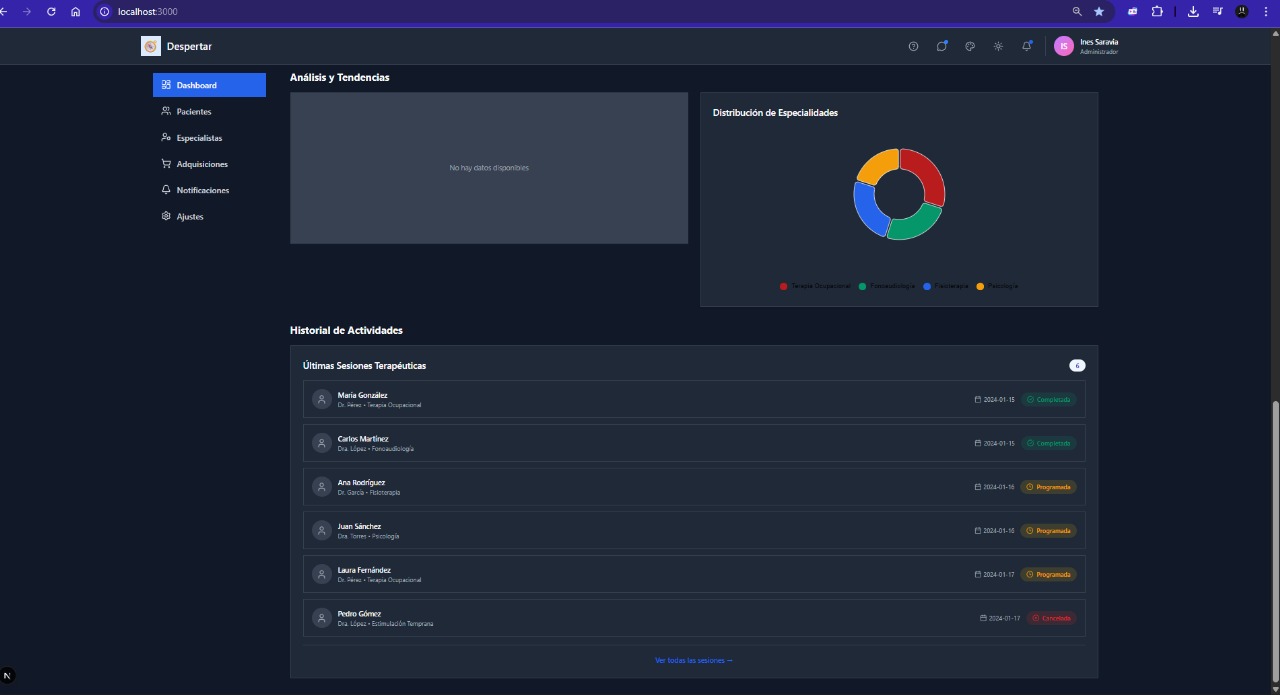 localhost:3000
Despertar
IS
Ines Saravia
Administrador
Dashboard
Pacientes
Especialistas
Adquisiciones
Notificaciones
Ajustes
Análisis y Tendencias
No hay datos disponibles
Distribución de Especialidades
Terapia Ocupacional
Fonoaudiología
Fisioterapia
Psicología
Historial de Actividades
Últimas Sesiones Terapéuticas
6
María González
Dr. Pérez • Terapia Ocupacional
2024-01-15
Completada
Carlos Martínez
Dra. López • Fonoaudiología
2024-01-15
Completada
Ana Rodríguez
Dr. García • Fisioterapia
2024-01-16
Programada
Juan Sánchez
Dra. Torres • Psicología
2024-01-16
Programada
Laura Fernández
Dr. Pérez • Terapia Ocupacional
2024-01-17
Programada
Pedro Gómez
Dra. López • Estimulación Temprana
2024-01-17
Cancelada
Ver todas las sesiones →
N